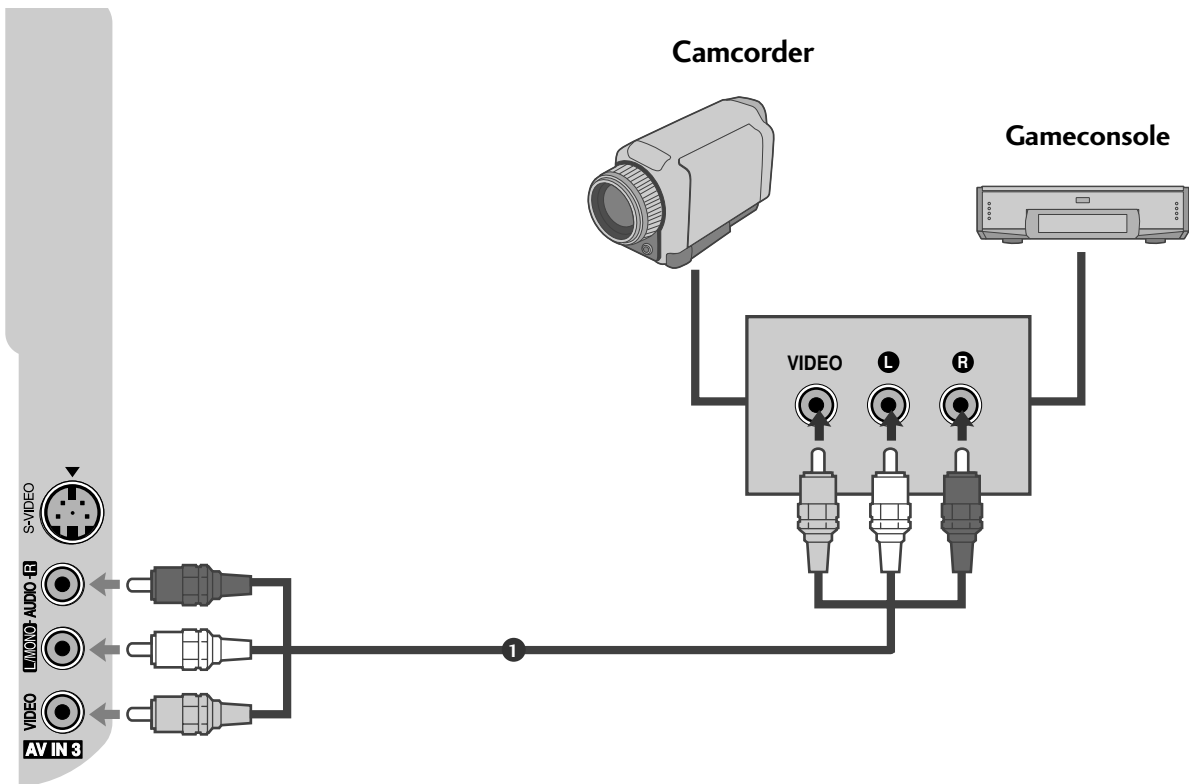 Camcorder
Gameconsole
VIDEO L R
S-VIDEO
L/MONO - AUDIO - R
1
VIDEO
AV IN 3